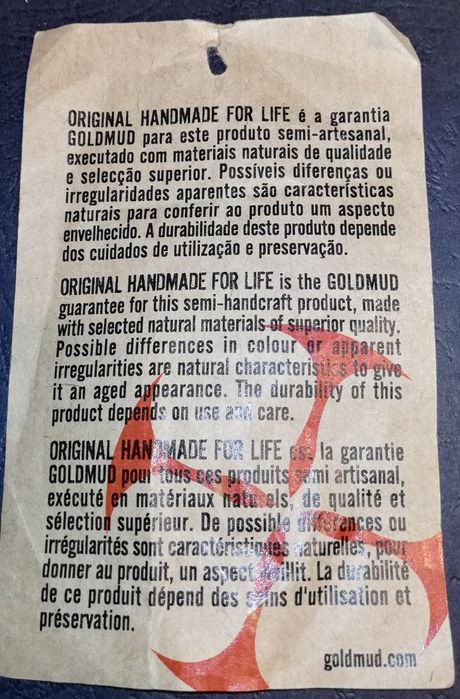 ORIGINAL HANDMADE FOR LIFE é a garantia
GOLDMUD para este produto semi-artesanal,
executado com materiais naturais de qualidade
e selecção superior. Possíveis diferenças ou
irregularidades aparentes são características
naturais para conferir ao produto um aspecto
envelhecido. A durabilidade deste produto depende
dos cuidados de utilização e preservação.
ORIGINAL HANDMADE FOR LIFE is the GOLDMUD
guarantee for this semi-handcraft product, made
with selected natural materials of superior quality.
Possible differences in colour or apparent
irregularities are natural characteristics to give
it an aged appearance. The durability of this
product depends on use and care.
ORIGINAL HANDMADE FOR LIFE est la garantie
GOLDMUD pour tous ces produits semi artisanal,
exécuté en matériaux naturels, de qualité et
sélection supérieur. De possible différences ou
irrégularités sont caractéristiques naturelles, pour
donner au produit, un aspect vieillit. La durabilité
de ce produit dépend des soins d'utilisation et
préservation.
goldmud.com